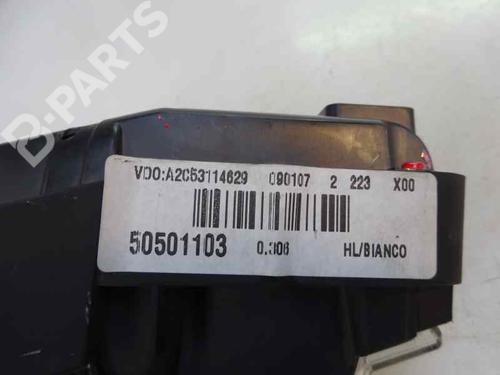 B-PARTS
VDO:A2C53114629 090107 2 223 X00
50501103 0.306 HL/BIANCO